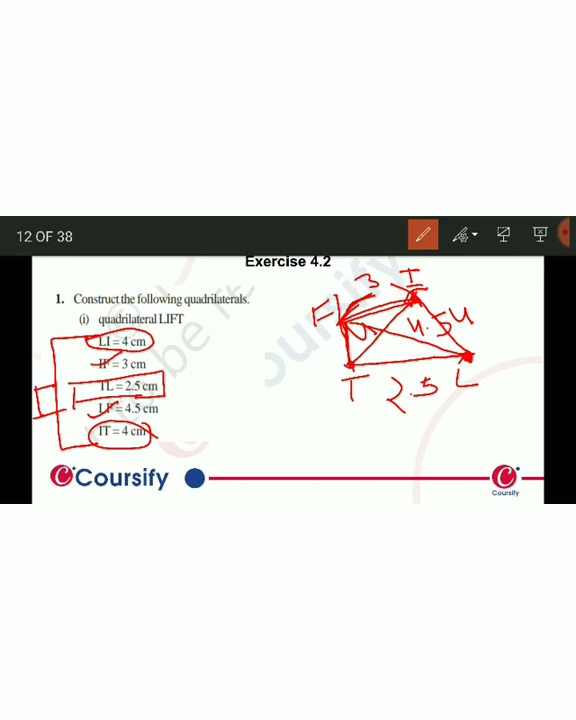 12 OF 38
Exercise 4.2
1. Construct the following quadrilaterals.
(i) quadrilateral LIFT
LI = 4 cm
IF = 3 cm
TL = 2.5 cm
LF = 4.5 cm
IT = 4 cm
F
3
I
4.5
4
T
2.5
L
Coursify
Coursify